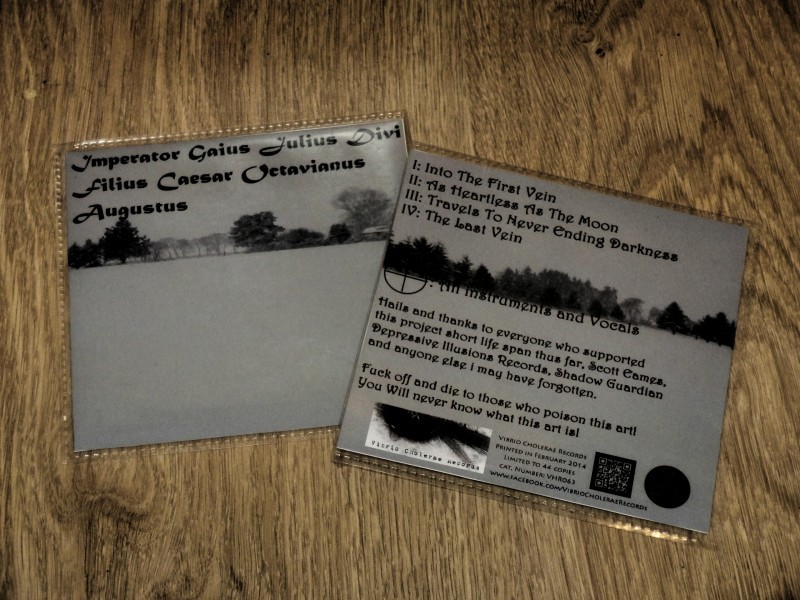 Imperator Gaius Julius Divi
Filius Caesar Octavianus
Augustus
I: Into The First Vein
II: As Heartless As The Moon
III: Travels To Never Ending Darkness
IV: The Last Vein
: All Instruments and Vocals
Hails and thanks to everyone who supported
this project short life span thus far, Scott Eames,
Depressive Illusions Records, Shadow Guardian
and anyone else i may have forgotten.
Fuck off and die to those who poison this art!
You Will never know what this art is!
Vibrio Cholerae Records
Vibrio Cholerae Records
Printed in February 2014
Limited to 44 copies
Cat. Number: VHR063
www.facebook.com/VibrioCholeraeRecords